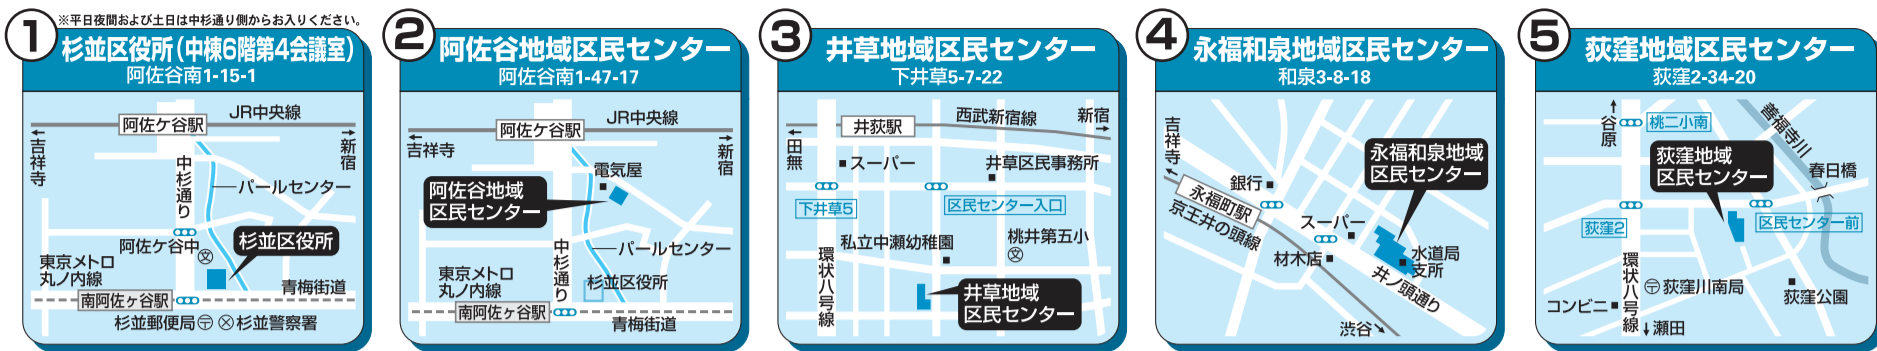 ※平日夜間および土日は中杉通り側からお入りください。
①
杉並区役所(中棟6階第4会議室)
阿佐谷南1-15-1
JR中央線
阿佐ケ谷駅
←吉祥寺
→新宿
中杉通り
パールセンター
阿佐ケ谷中
杉並区役所
東京メトロ
丸ノ内線
青梅街道
南阿佐ヶ谷駅
杉並郵便局
杉並警察署
②
阿佐谷地域区民センター
阿佐谷南1-47-17
JR中央線
阿佐ケ谷駅
←吉祥寺
→新宿
電気屋
阿佐谷地域
区民センター
中杉通り
パールセンター
東京メトロ
丸ノ内線
杉並区役所
南阿佐ヶ谷駅
青梅街道
③
井草地域区民センター
下井草5-7-22
西武新宿線
新宿→
井荻駅
←田無
スーパー
井草区民事務所
下井草5
区民センター入口
私立中瀬幼稚園
桃井第五小
環状八号線
井草地域
区民センター
④
永福和泉地域区民センター
和泉3-8-18
吉祥寺
永福和泉地域
区民センター
銀行
永福町駅
京王井の頭線
スーパー
材木店
水道局
支所
井ノ頭通り
渋谷
⑤
荻窪地域区民センター
荻窪2-34-20
↑谷原
桃二小南
善福寺川
荻窪地域
区民センター
春日橋
荻窪2
区民センター前
環状八号線
荻窪川南局
荻窪公園
コンビニ
↓瀬田